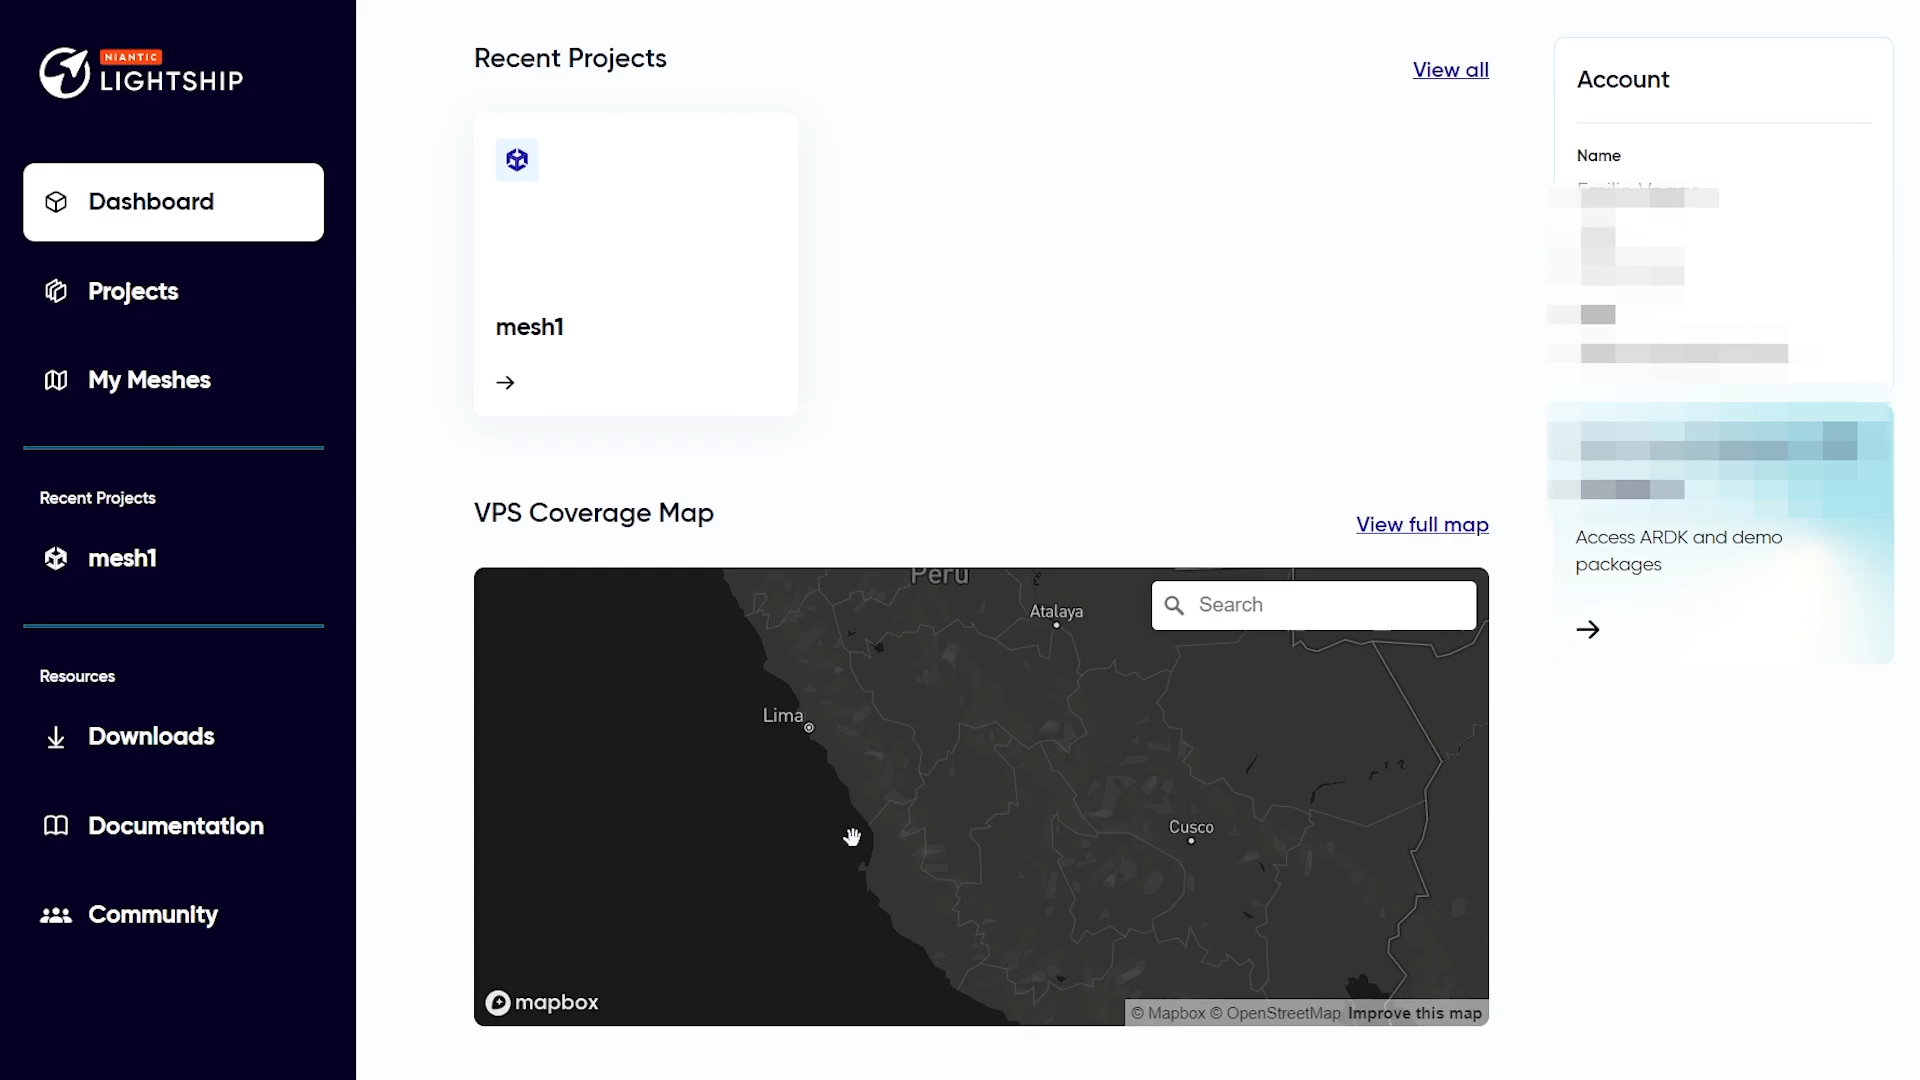 NIANTIC
LIGHTSHIP
Dashboard
Projects
My Meshes
Recent Projects
mesh1
Resources
Downloads
Documentation
Community
Recent Projects
View all
mesh1
VPS Coverage Map
View full map
Peru
Atalaya
Search
Lima
Cusco
mapbox
© Mapbox © OpenStreetMap Improve this map
Account
Name
Access ARDK and demo
packages